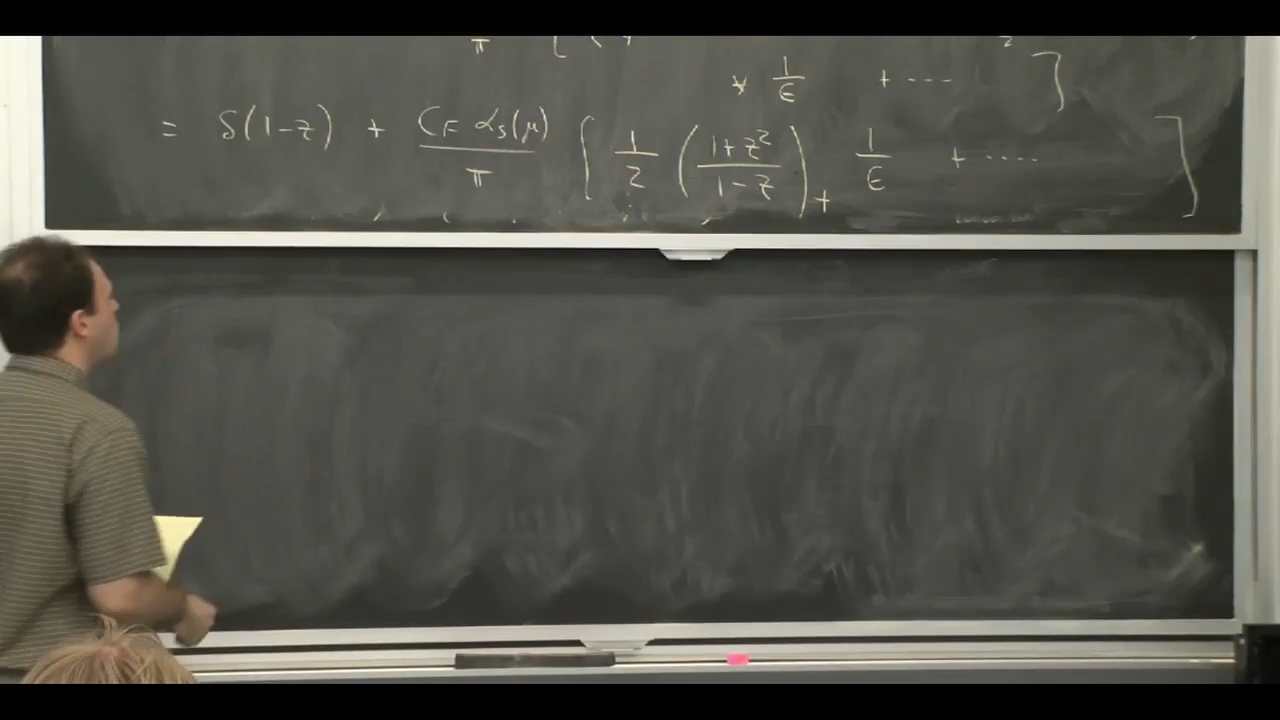 π [
* 1/ε + ---- ]
= δ(1-z) + C_F α_s(μ)/π [ 1/2 ( (1+z²)/(1-z) )_+ 1/ε + ····· ]